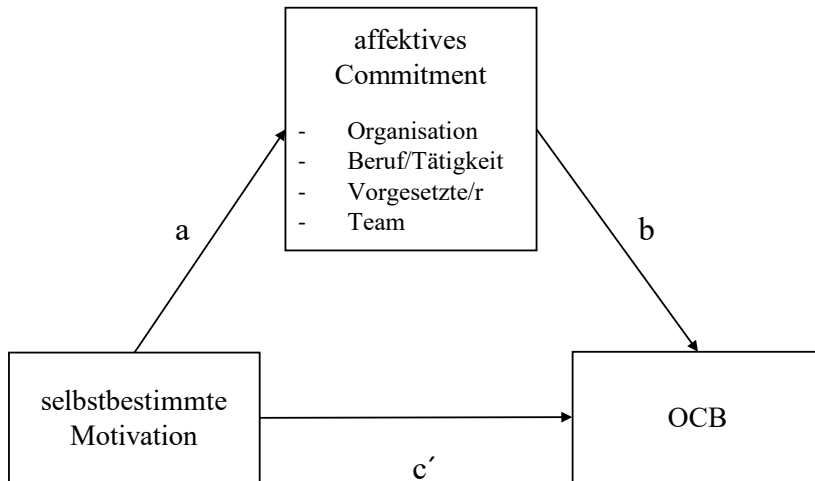 affektives
Commitment
- Organisation
- Beruf/Tätigkeit
- Vorgesetzte/r
- Team
a
b
selbstbestimmte
Motivation
OCB
c´